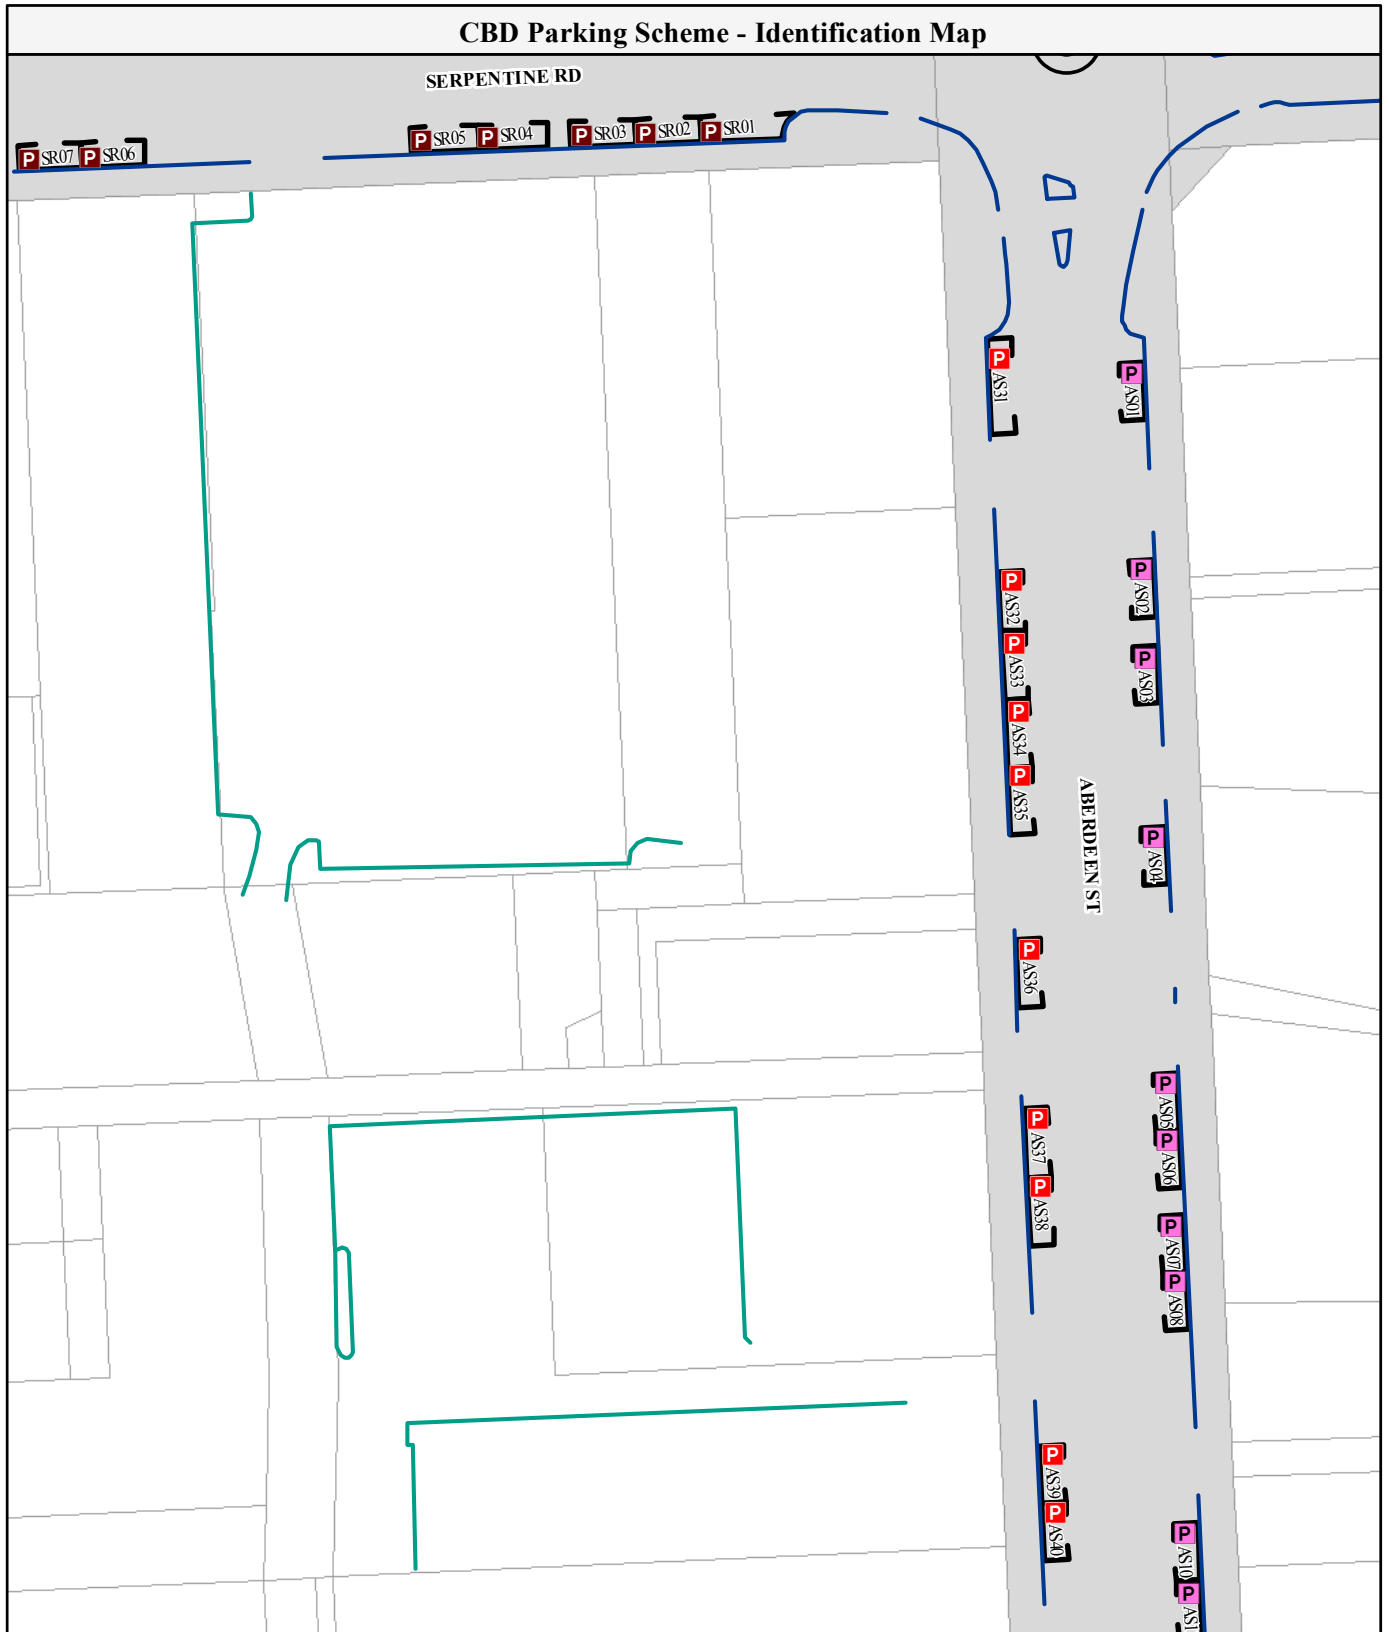 CBD Parking Scheme - Identification Map
SERPENTINE RD
P SR07 P SR06
P SR05 P SR04
P SR03 P SR02 P SR01
P AS31
P AS01
P AS32
P AS02
P AS33
P AS03
P AS34
P AS35
ABERDEEN ST
P AS04
P AS36
P AS05
P AS37
P AS06
P AS38
P AS07
P AS08
P AS39
P AS40
P AS10
P